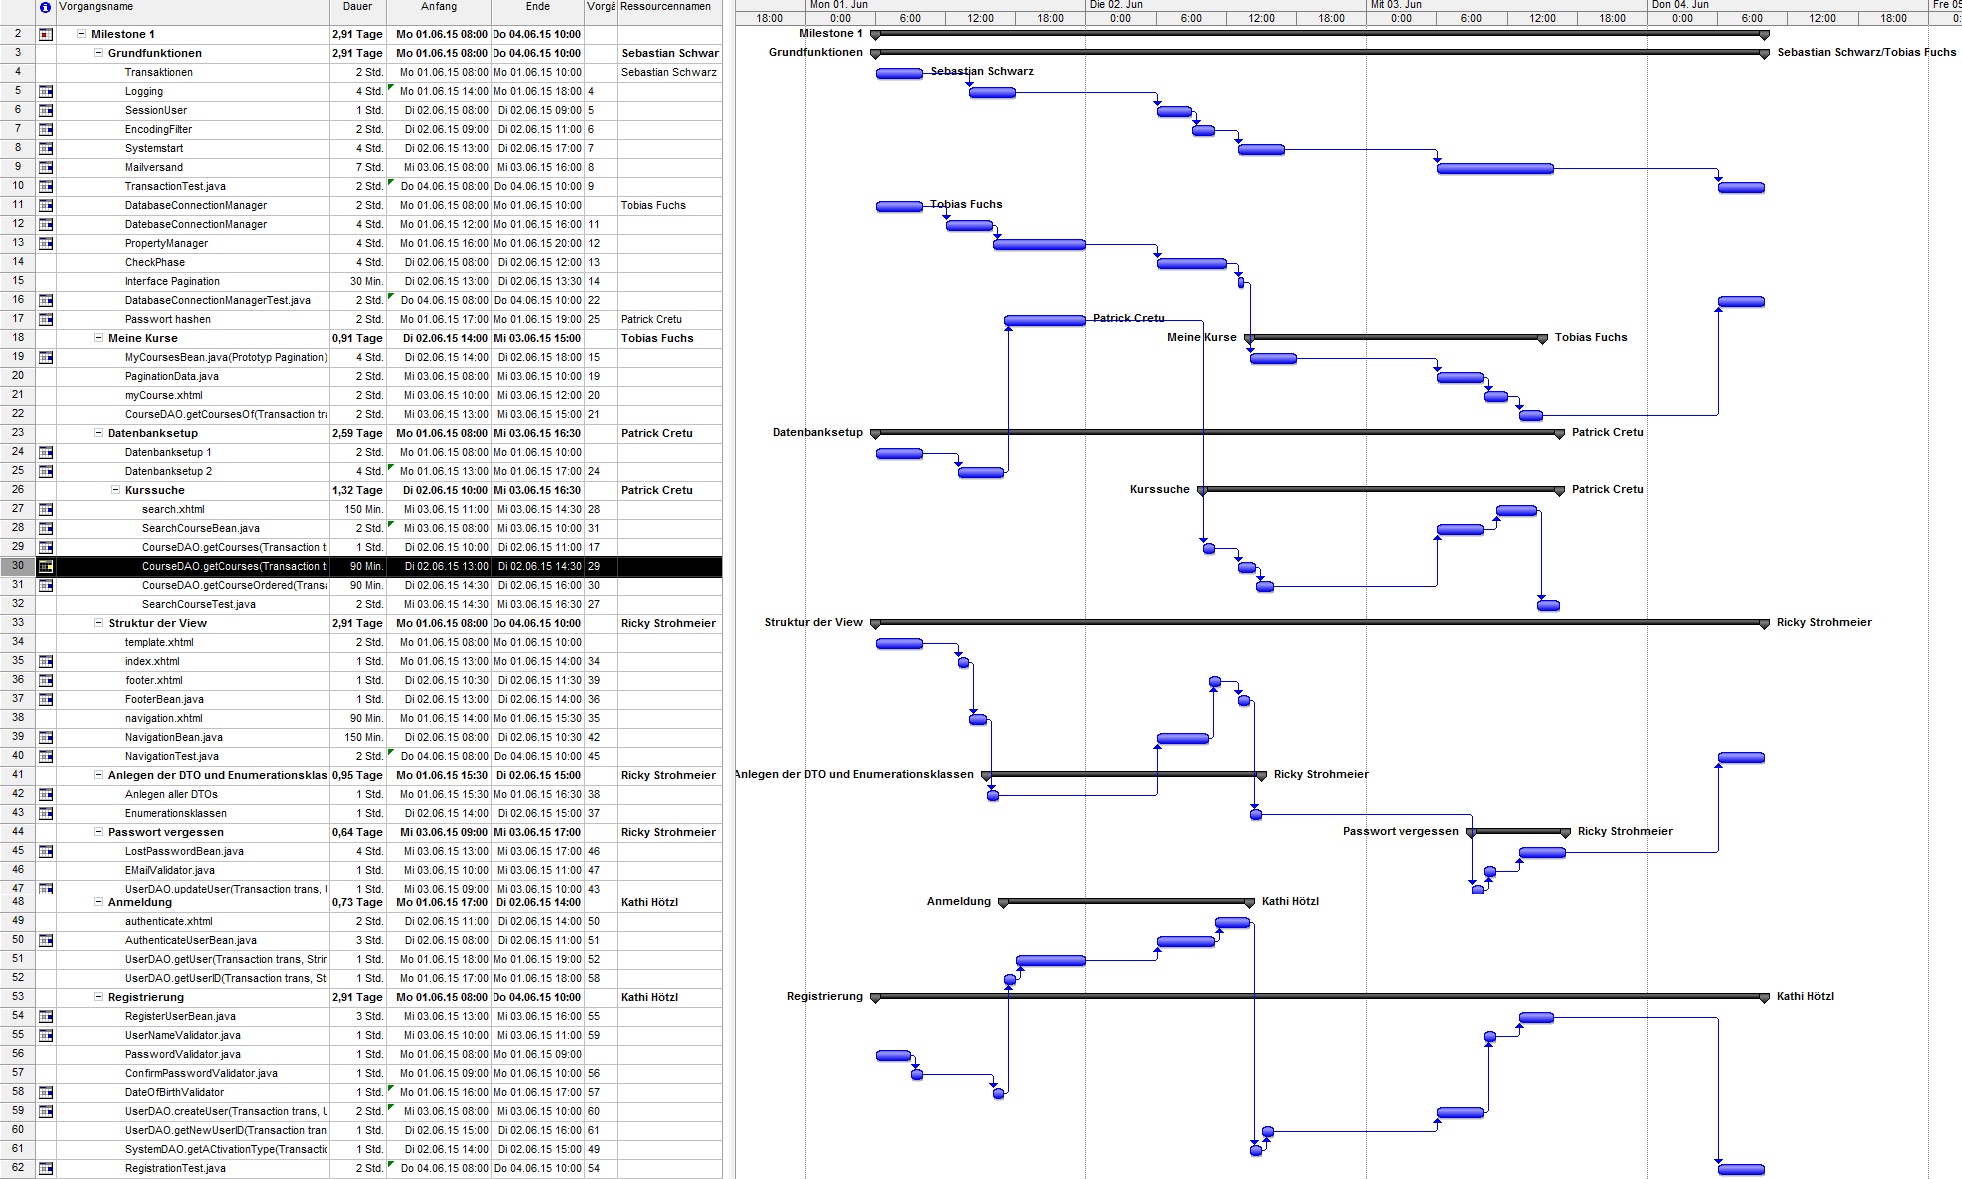 Vorgangsname Dauer Anfang Ende Vorgä Ressourcennamen
2 Milestone 1 2,91 Tage Mo 01.06.15 08:00 Do 04.06.15 10:00
3 Grundfunktionen 2,91 Tage Mo 01.06.15 08:00 Do 04.06.15 10:00 Sebastian Schwar
4 Transaktionen 2 Std. Mo 01.06.15 08:00 Mo 01.06.15 10:00 Sebastian Schwarz
5 Logging 4 Std. Mo 01.06.15 14:00 Mo 01.06.15 18:00 4
6 SessionUser 1 Std. Di 02.06.15 08:00 Di 02.06.15 09:00 5
7 EncodingFilter 2 Std. Di 02.06.15 09:00 Di 02.06.15 11:00 6
8 Systemstart 4 Std. Di 02.06.15 13:00 Di 02.06.15 17:00 7
9 Mailversand 7 Std. Mi 03.06.15 08:00 Mi 03.06.15 16:00 8
10 TransactionTest.java 2 Std. Do 04.06.15 08:00 Do 04.06.15 10:00 9
11 DatabaseConnectionManager 2 Std. Mo 01.06.15 08:00 Mo 01.06.15 10:00 Tobias Fuchs
12 DatebaseConnectionManager 4 Std. Mo 01.06.15 12:00 Mo 01.06.15 16:00 11
13 PropertyManager 4 Std. Mo 01.06.15 16:00 Mo 01.06.15 20:00 12
14 CheckPhase 4 Std. Di 02.06.15 08:00 Di 02.06.15 12:00 13
15 Interface Pagination 30 Min. Di 02.06.15 13:00 Di 02.06.15 13:30 14
16 DatabaseConnectionManagerTest.java 2 Std. Do 04.06.15 08:00 Do 04.06.15 10:00 22
17 Passwort hashen 2 Std. Mo 01.06.15 17:00 Mo 01.06.15 19:00 25 Patrick Cretu
18 Meine Kurse 0,91 Tage Di 02.06.15 14:00 Mi 03.06.15 15:00 Tobias Fuchs
19 MyCoursesBean.java(Prototyp Pagination) 4 Std. Di 02.06.15 14:00 Di 02.06.15 18:00 15
20 PaginationData.java 2 Std. Mi 03.06.15 08:00 Mi 03.06.15 10:00 19
21 myCourse.xhtml 2 Std. Mi 03.06.15 10:00 Mi 03.06.15 12:00 20
22 CourseDAO.getCoursesOf(Transaction tra 2 Std. Mi 03.06.15 13:00 Mi 03.06.15 15:00 21
23 Datenbanksetup 2,59 Tage Mo 01.06.15 08:00 Mi 03.06.15 16:30 Patrick Cretu
24 Datenbanksetup 1 2 Std. Mo 01.06.15 08:00 Mo 01.06.15 10:00
25 Datenbanksetup 2 4 Std. Mo 01.06.15 13:00 Mo 01.06.15 17:00 24
26 Kurssuche 1,32 Tage Di 02.06.15 10:00 Mi 03.06.15 16:30 Patrick Cretu
27 search.xhtml 150 Min. Mi 03.06.15 11:00 Mi 03.06.15 14:30 28
28 SearchCourseBean.java 2 Std. Mi 03.06.15 08:00 Mi 03.06.15 10:00 31
29 CourseDAO.getCourses(Transaction t 1 Std. Di 02.06.15 10:00 Di 02.06.15 11:00 17
30 CourseDAO.getCourses(Transaction t 90 Min. Di 02.06.15 13:00 Di 02.06.15 14:30 29
31 CourseDAO.getCourseOrdered(Transa 90 Min. Di 02.06.15 14:30 Di 02.06.15 16:00 30
32 SearchCourseTest.java 2 Std. Mi 03.06.15 14:30 Mi 03.06.15 16:30 27
33 Struktur der View 2,91 Tage Mo 01.06.15 08:00 Do 04.06.15 10:00 Ricky Strohmeier
34 template.xhtml 2 Std. Mo 01.06.15 08:00 Mo 01.06.15 10:00
35 index.xhtml 1 Std. Mo 01.06.15 13:00 Mo 01.06.15 14:00 34
36 footer.xhtml 1 Std. Di 02.06.15 10:30 Di 02.06.15 11:30 39
37 FooterBean.java 1 Std. Di 02.06.15 13:00 Di 02.06.15 14:00 36
38 navigation.xhtml 90 Min. Mo 01.06.15 14:00 Mo 01.06.15 15:30 35
39 NavigationBean.java 150 Min. Di 02.06.15 08:00 Di 02.06.15 10:30 42
40 NavigationTest.java 2 Std. Do 04.06.15 08:00 Do 04.06.15 10:00 45
41 Anlegen der DTO und Enumerationsklas 0,95 Tage Mo 01.06.15 15:30 Di 02.06.15 15:00 Ricky Strohmeier
42 Anlegen aller DTOs 1 Std. Mo 01.06.15 15:30 Mo 01.06.15 16:30 38
43 Enumerationsklassen 1 Std. Di 02.06.15 14:00 Di 02.06.15 15:00 37
44 Passwort vergessen 0,64 Tage Mi 03.06.15 09:00 Mi 03.06.15 17:00 Ricky Strohmeier
45 LostPasswordBean.java 4 Std. Mi 03.06.15 13:00 Mi 03.06.15 17:00 46
46 EMailValidator.java 1 Std. Mi 03.06.15 10:00 Mi 03.06.15 11:00 47
47 UserDAO.updateUser(Transaction trans, 1 Std. Mi 03.06.15 09:00 Mi 03.06.15 10:00 43
48 Anmeldung 0,73 Tage Mo 01.06.15 17:00 Di 02.06.15 14:00 Kathi Hötzl
49 authenticate.xhtml 2 Std. Di 02.06.15 11:00 Di 02.06.15 14:00 50
50 AuthenticateUserBean.java 3 Std. Di 02.06.15 08:00 Di 02.06.15 11:00 51
51 UserDAO.getUser(Transaction trans, Strin 1 Std. Mo 01.06.15 18:00 Mo 01.06.15 19:00 52
52 UserDAO.getUserID(Transaction trans, St 1 Std. Mo 01.06.15 17:00 Mo 01.06.15 18:00 58
53 Registrierung 2,91 Tage Mo 01.06.15 08:00 Do 04.06.15 10:00 Kathi Hötzl
54 RegisterUserBean.java 3 Std. Mi 03.06.15 13:00 Mi 03.06.15 16:00 55
55 UserNameValidator.java 1 Std. Mi 03.06.15 10:00 Mi 03.06.15 11:00 59
56 PasswordValidator.java 1 Std. Mo 01.06.15 08:00 Mo 01.06.15 09:00
57 ConfirmPasswordValidator.java 1 Std. Mo 01.06.15 09:00 Mo 01.06.15 10:00 56
58 DateOfBirthValidator 1 Std. Mo 01.06.15 16:00 Mo 01.06.15 17:00 57
59 UserDAO.createUser(Transaction trans, U 2 Std. Mi 03.06.15 08:00 Mi 03.06.15 10:00 60
60 UserDAO.getNewUserID(Transaction tran 1 Std. Di 02.06.15 15:00 Di 02.06.15 16:00 61
61 SystemDAO.getACtivationType(Transactic 1 Std. Di 02.06.15 14:00 Di 02.06.15 15:00 49
62 RegistrationTest.java 2 Std. Do 04.06.15 08:00 Do 04.06.15 10:00 54
Mon 01. Jun Die 02. Jun Mit 03. Jun Don 04. Jun Fre 05
18:00 0:00 6:00 12:00 18:00 0:00 6:00 12:00 18:00 0:00 6:00 12:00 18:00 0:00 6:00 12:00 18:00 0:
Milestone 1
Grundfunktionen Sebastian Schwarz/Tobias Fuchs
Sebastian Schwarz
Tobias Fuchs
Patrick Cretu
Meine Kurse Tobias Fuchs
Datenbanksetup Patrick Cretu
Kurssuche Patrick Cretu
Struktur der View Ricky Strohmeier
Anlegen der DTO und Enumerationsklassen Ricky Strohmeier
Passwort vergessen Ricky Strohmeier
Anmeldung Kathi Hötzl
Registrierung Kathi Hötzl